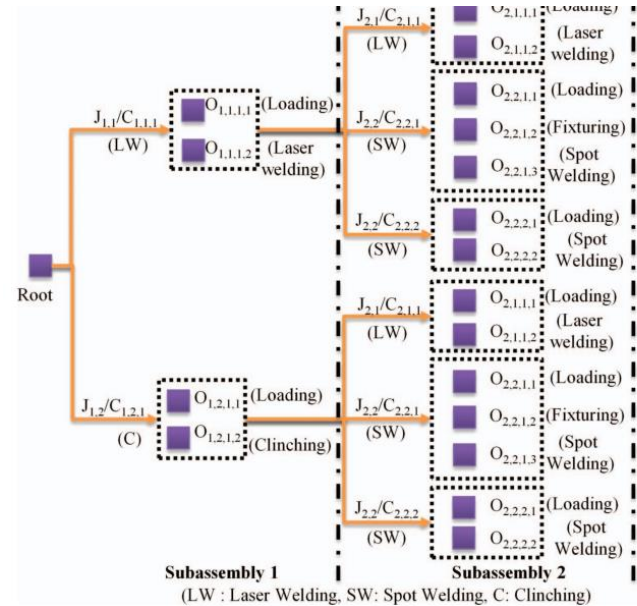 J2,1/C2,1,1
(LW)
O2,1,1,1 (Loading)
O2,1,1,2 (Laser
welding)
J1,1/C1,1,1
(LW)
O1,1,1,1 (Loading)
O1,1,1,2 (Laser
welding)
J2,2/C2,2,1
(SW)
O2,2,1,1 (Loading)
O2,2,1,2 (Fixturing)
O2,2,1,3 (Spot
Welding)
J2,2/C2,2,2
(SW)
O2,2,2,1 (Loading)
O2,2,2,2 (Spot
Welding)
Root
J2,1/C2,1,1
(LW)
O2,1,1,1 (Loading)
O2,1,1,2 (Laser
welding)
J1,2/C1,2,1
(C)
O1,2,1,1 (Loading)
O1,2,1,2 (Clinching)
J2,2/C2,2,1
(SW)
O2,2,1,1 (Loading)
O2,2,1,2 (Fixturing)
O2,2,1,3 (Spot
Welding)
J2,2/C2,2,2
(SW)
O2,2,2,1 (Loading)
O2,2,2,2 (Spot
Welding)
Subassembly 1 Subassembly 2
(LW : Laser Welding, SW: Spot Welding, C: Clinching)